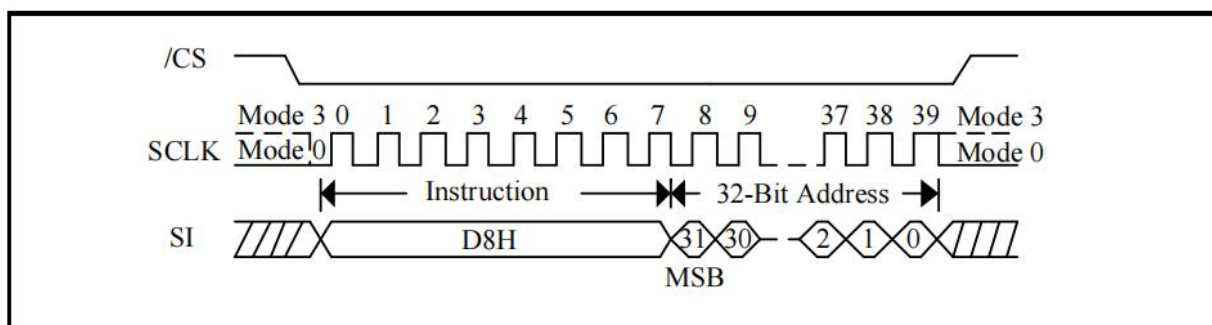 /CS
Mode 3 0 1 2 3 4 5 6 7 8 9 37 38 39 Mode 3
SCLK Mode 0 Mode 0
Instruction 32-Bit Address
SI D8H 31 30 2 1 0
MSB